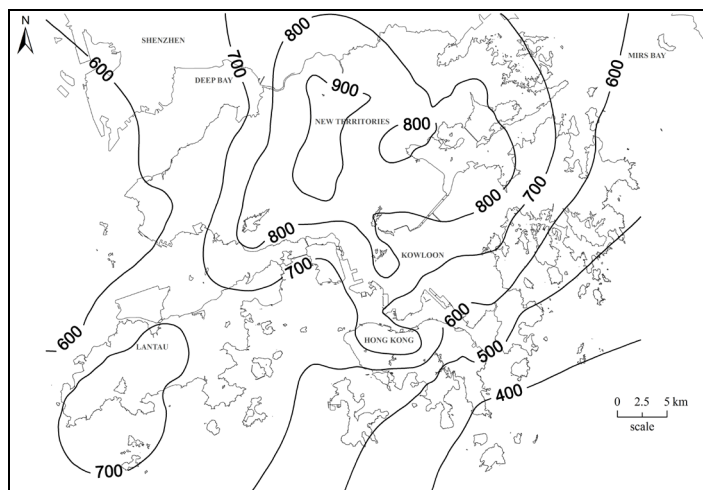 N
SHENZHEN
800
MIRS BAY
600
700
600
DEEP BAY
900
NEW TERRITORIES
800
700
800
800
KOWLOON
700
600
600
HONG KONG
LANTAU
500
400
0 2.5 5 km
scale
700